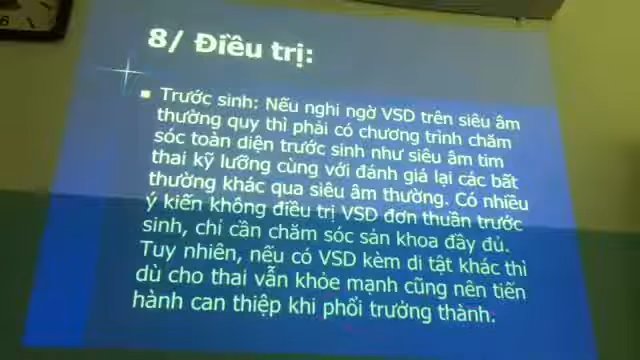 8/ Điều trị:
Trước sinh: Nếu nghi ngờ VSD trên siêu âm
thường quy thì phải có chương trình chăm
sóc toàn diện trước sinh như siêu âm tim
thai kỹ lưỡng cùng với đánh giá lại các bất
thường khác qua siêu âm thường. Có nhiều
ý kiến không điều trị VSD đơn thuần trước
sinh, chỉ cần chăm sóc sản khoa đầy đủ.
Tuy nhiên, nếu có VSD kèm dị tật khác thì
dù cho thai vẫn khỏe mạnh cũng nên tiến
hành can thiệp khi phổi trưởng thành.